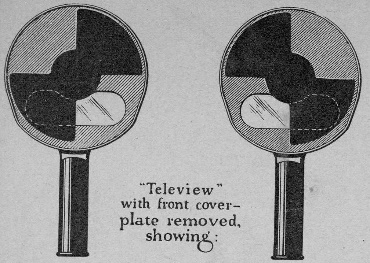 "Teleview"
with front cover-
plate removed,
showing: